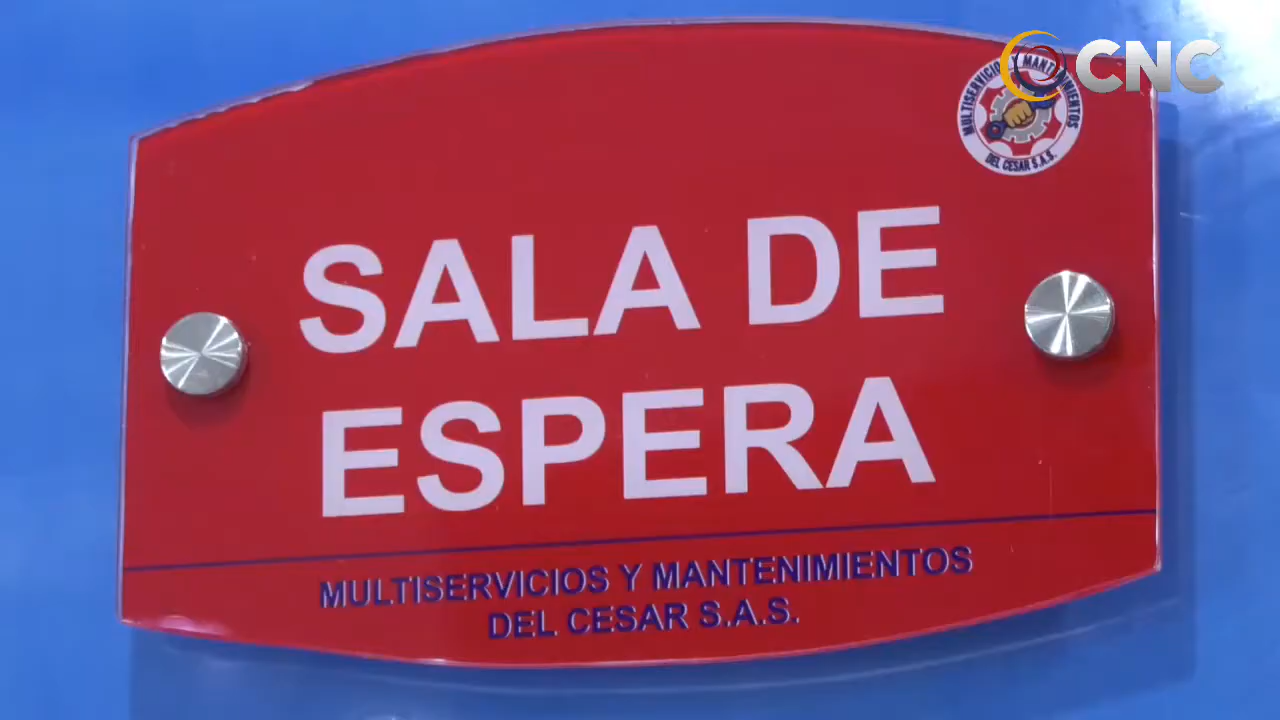 CNC
MULTISERVICIOS Y MANTENIMIENTOS
DEL CESAR S.A.S.
SALA DE
ESPERA
MULTISERVICIOS Y MANTENIMIENTOS
DEL CESAR S.A.S.